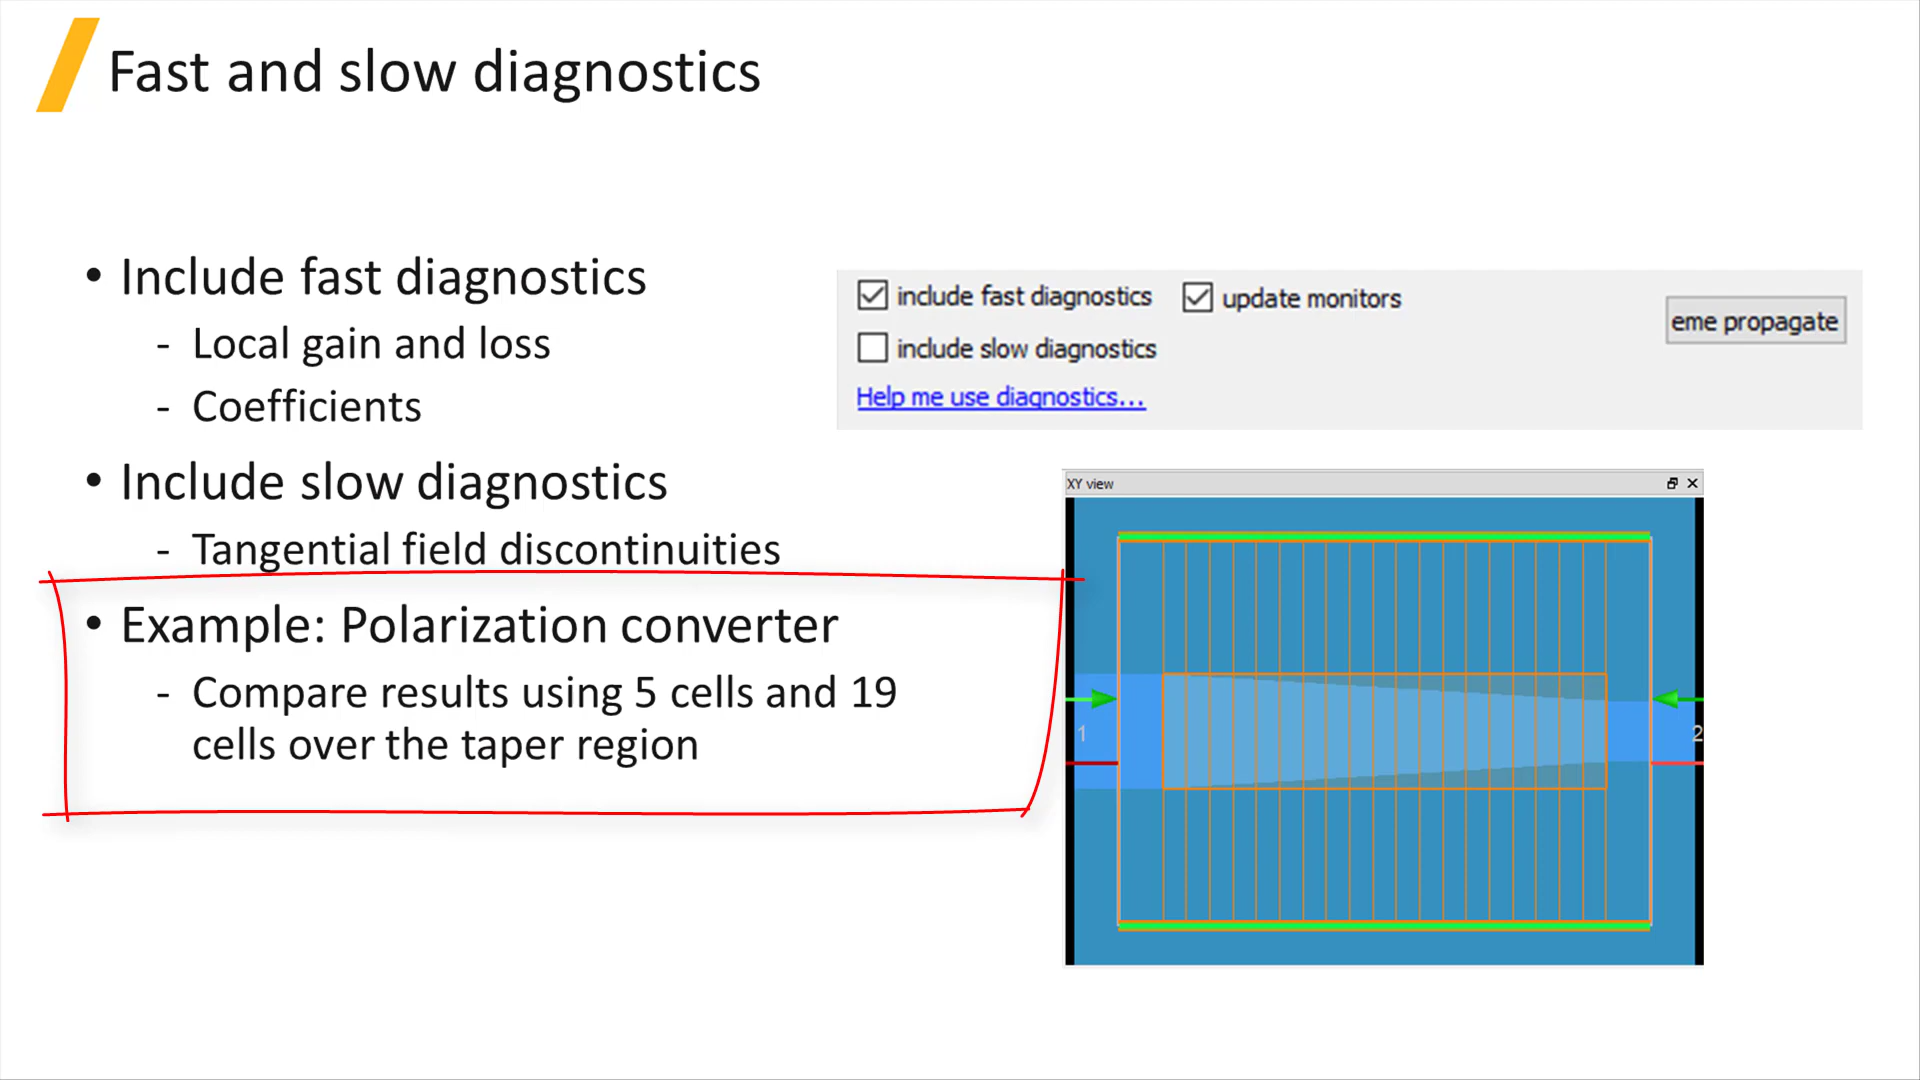 Fast and slow diagnostics
• Include fast diagnostics
- Local gain and loss
- Coefficients
• Include slow diagnostics
- Tangential field discontinuities
• Example: Polarization converter
- Compare results using 5 cells and 19
cells over the taper region
include fast diagnostics
update monitors
include slow diagnostics
eme propagate
Help me use diagnostics...
XY view
1
2